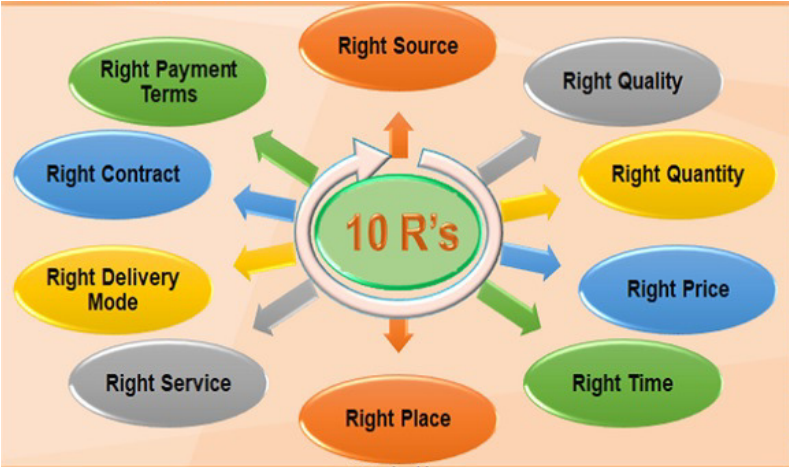 Right Source
Right Quality
Right Quantity
Right Price
Right Time
Right Place
Right Service
Right Delivery
Mode
Right Contract
Right Payment
Terms
10 R's